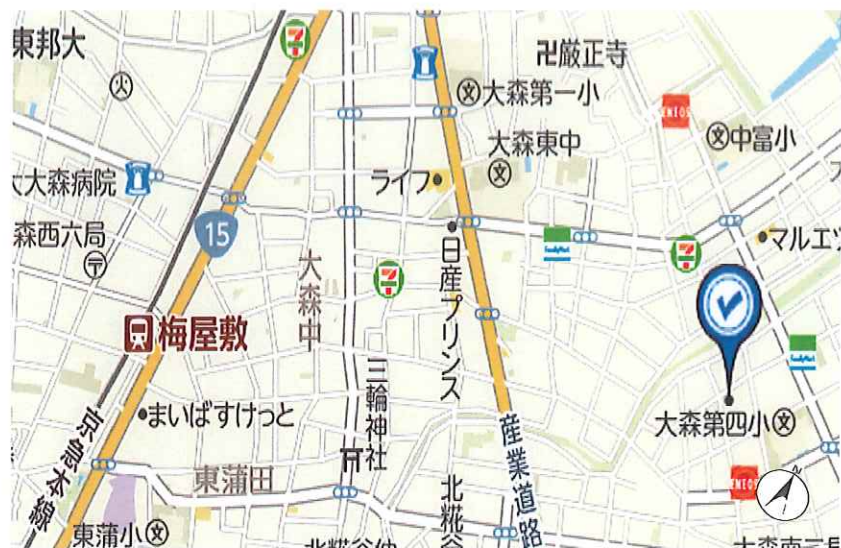 東邦大
卍厳正寺
大森第一小
ENEOS
中富小
大森東中
大森病院
ライフ
15
森西六局
マルエツ
FamilyMart
日産プリンス
大森中
梅屋敷
FamilyMart
三輪神社
まいばすけっと
大森第四小
産業道路
京急本線
東蒲田
ENEOS
N
北糀谷
東蒲小